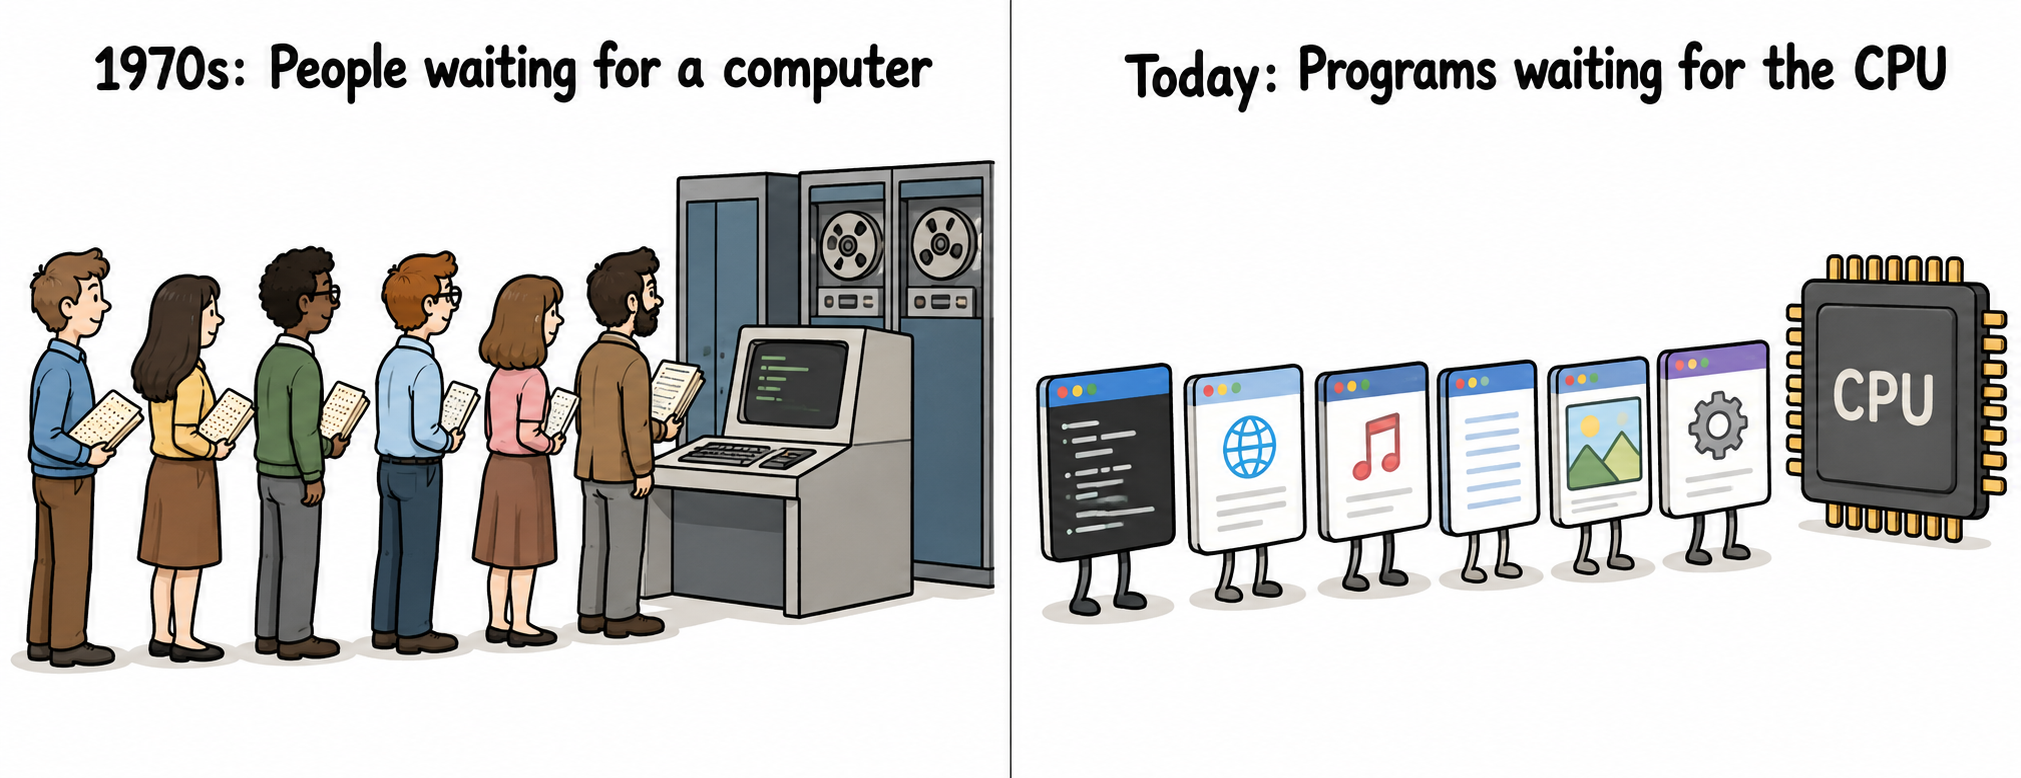 1970s: People waiting for a computer
Today: Programs waiting for the CPU
CPU